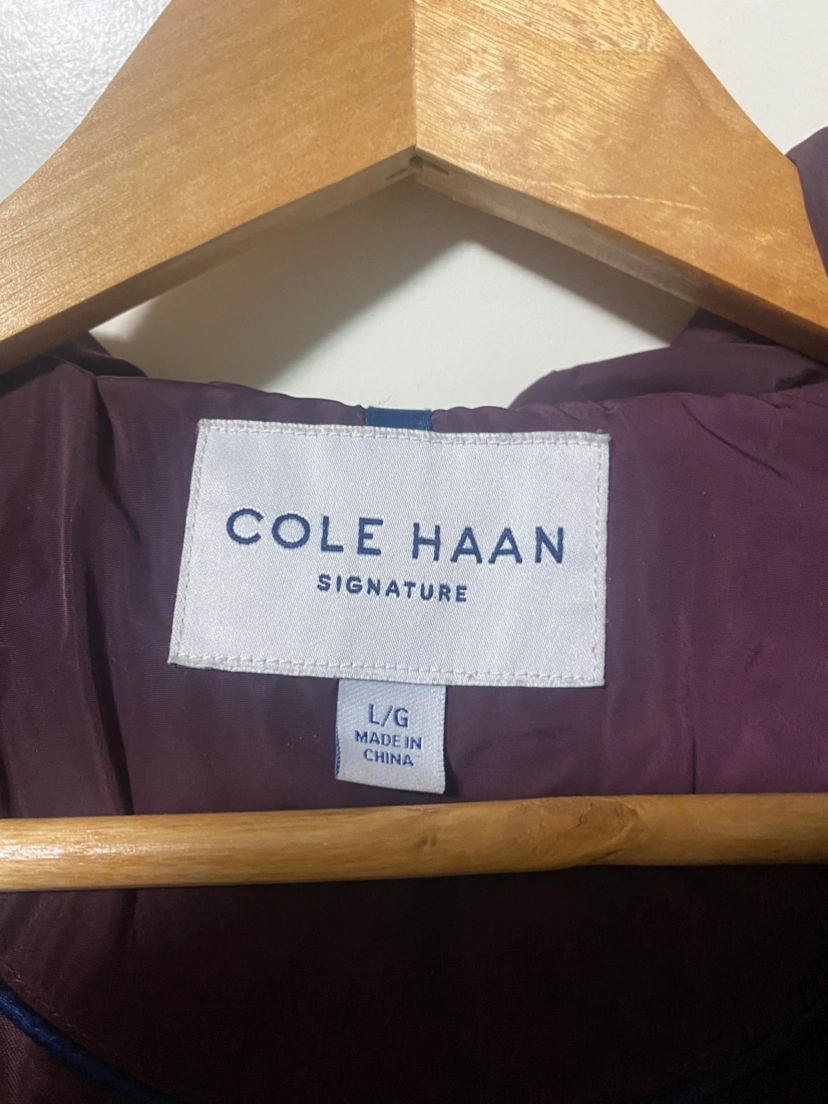 COLE HAAN
SIGNATURE
L/G
MADE IN
CHINA